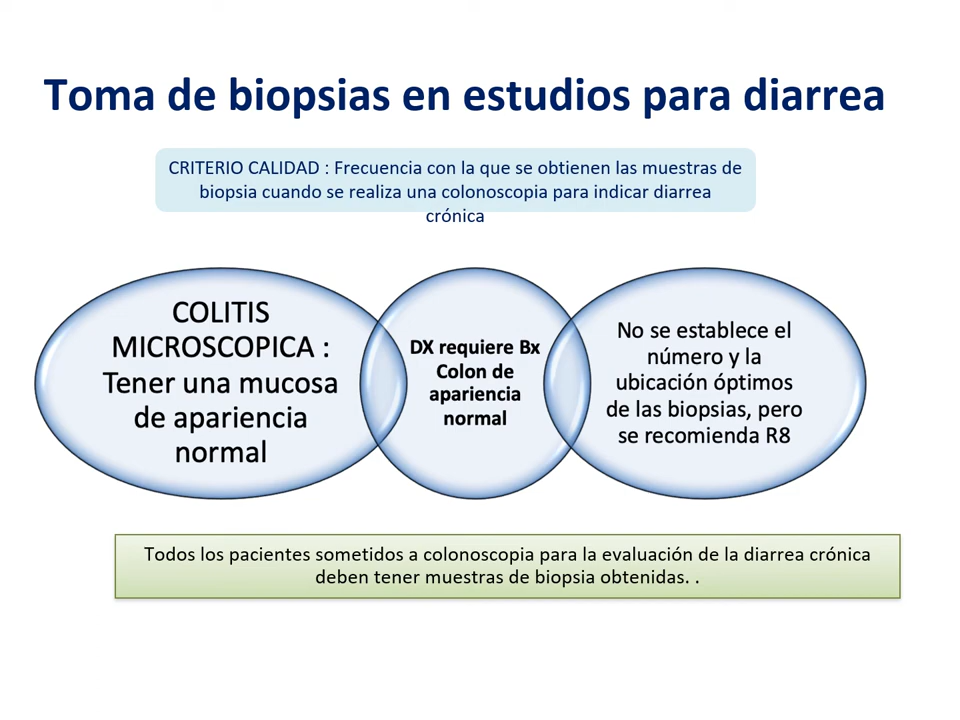 Toma de biopsias en estudios para diarrea
CRITERIO CALIDAD : Frecuencia con la que se obtienen las muestras de
biopsia cuando se realiza una colonoscopia para indicar diarrea
crónica
COLITIS
MICROSCOPICA :
Tener una mucosa
de apariencia
normal
DX requiere Bx
Colon de
apariencia
normal
No se establece el
número y la
ubicación óptimos
de las biopsias, pero
se recomienda R8
Todos los pacientes sometidos a colonoscopia para la evaluación de la diarrea crónica
deben tener muestras de biopsia obtenidas. .